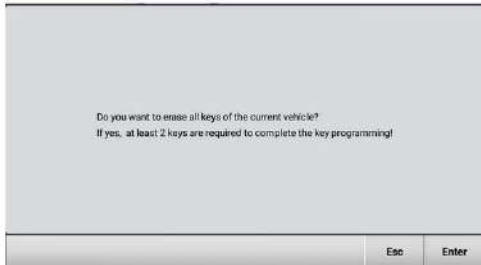 Do you want to erase all keys of the current vehicle?
If yes, at least 2 keys are required to complete the key programming!
Esc Enter